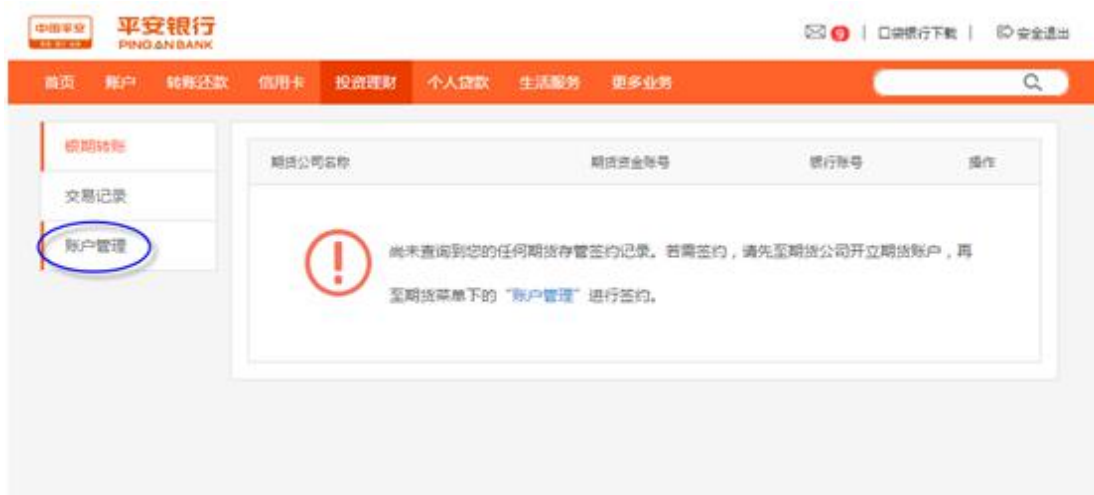 中国平安
平安银行
PING AN BANK
9 | 口袋银行下载 | 安全退出
首页 账户 转账还款 信用卡 投资理财 个人贷款 生活服务 更多业务
银期转账
交易记录
账户管理
期货公司名称 期货资金账号 银行账号 操作
尚未查询到您的任何期货存管签约记录。若需签约，请先至期货公司开立期货账户，再
至期货菜单下的“账户管理”进行签约。